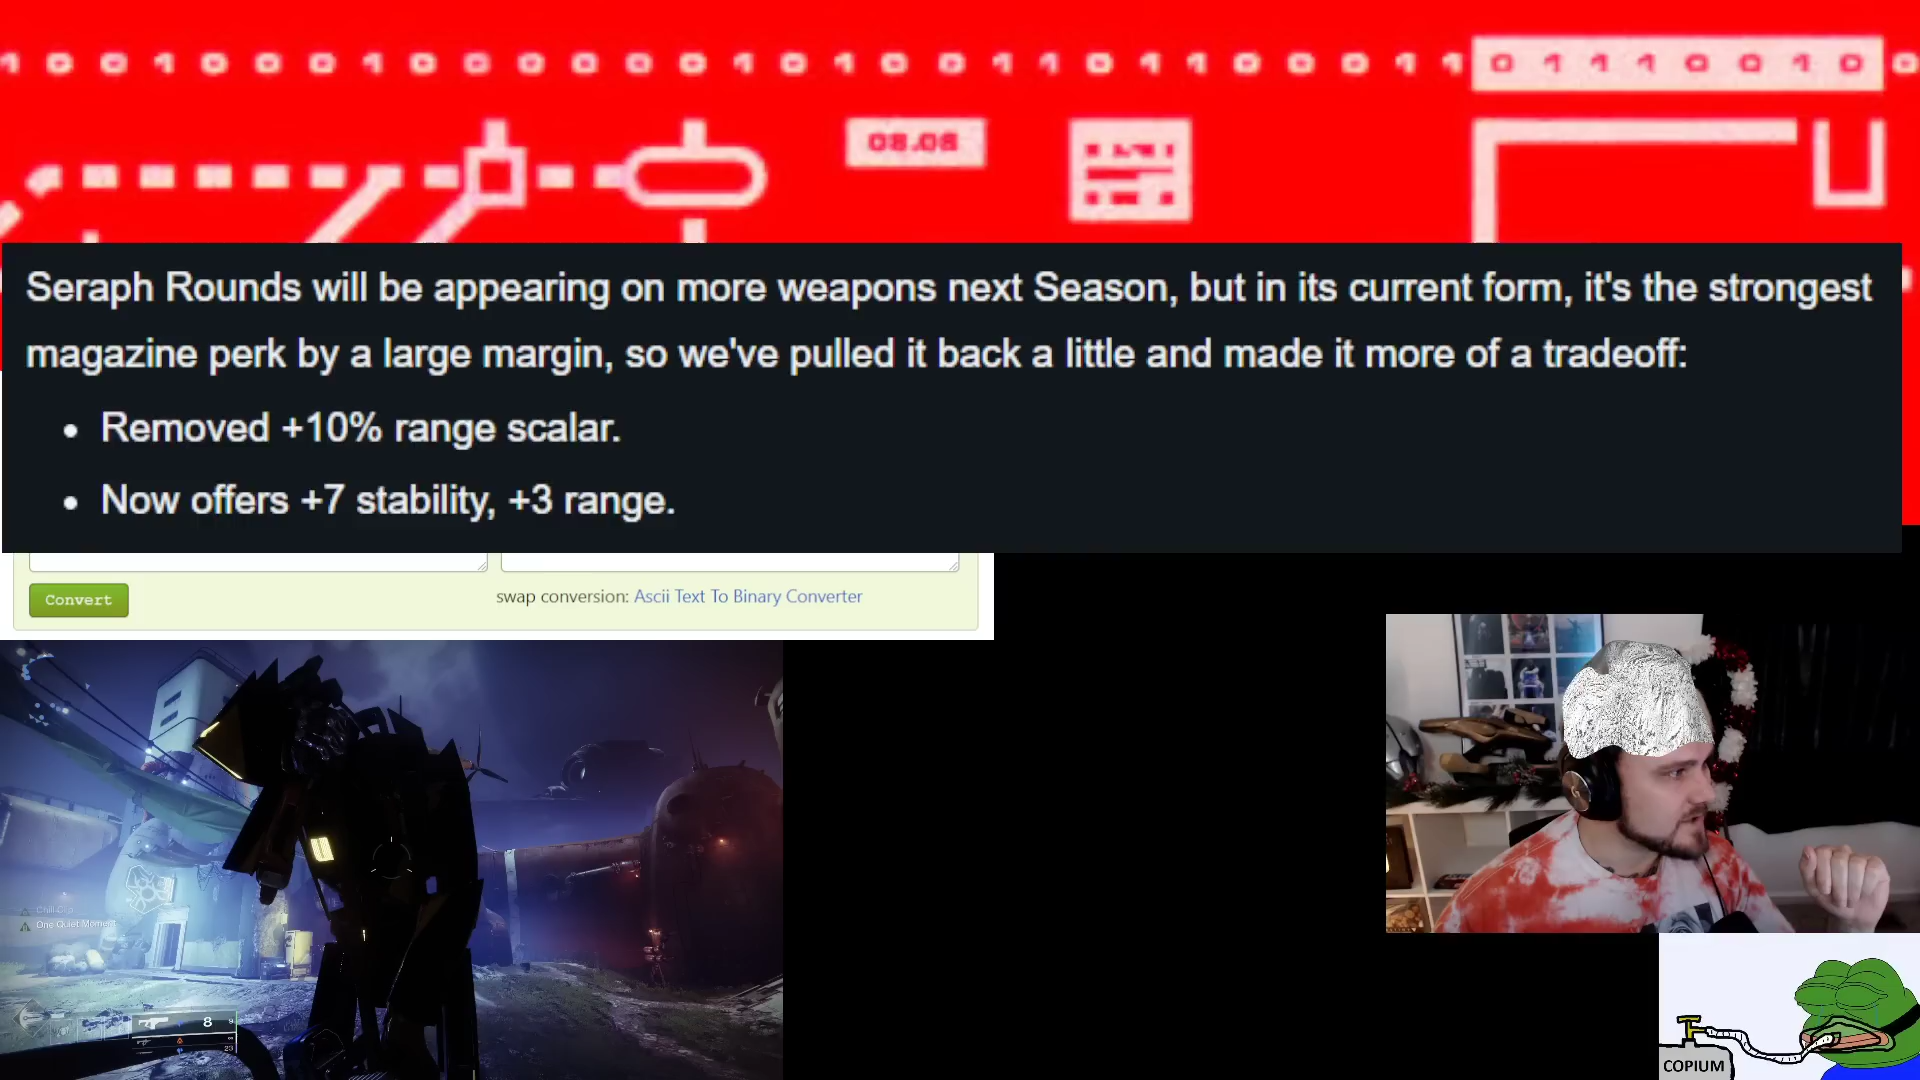 1 0 0 1 0 0 0 1 0 0 0 0 0 0 1 0 1 0 0 1 1 0 1 1 0 0 0 1 1 0 1 1 1 0 0 1 0 0
08.08
Seraph Rounds will be appearing on more weapons next Season, but in its current form, it's the strongest
magazine perk by a large margin, so we've pulled it back a little and made it more of a tradeoff:
• Removed +10% range scalar.
• Now offers +7 stability, +3 range.
Convert
swap conversion: Ascii Text To Binary Converter
Chill Clip
One Quiet Moment
8
23
COPIUM